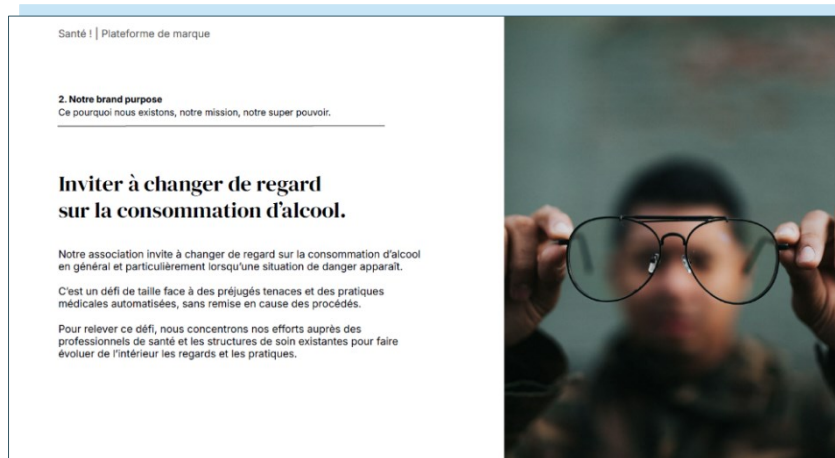 Santé ! | Plateforme de marque
2. Notre brand purpose
Ce pourquoi nous existons, notre mission, notre super pouvoir.
Inviter à changer de regard
sur la consommation d’alcool.
Notre association invite à changer de regard sur la consommation d’alcool
en général et particulièrement lorsqu’une situation de danger apparaît.
C’est un défi de taille face à des préjugés tenaces et des pratiques
médicales automatisées, sans remise en cause des procédés.
Pour relever ce défi, nous concentrons nos efforts auprès des
professionnels de santé et les structures de soin existantes pour faire
évoluer de l’intérieur les regards et les pratiques.